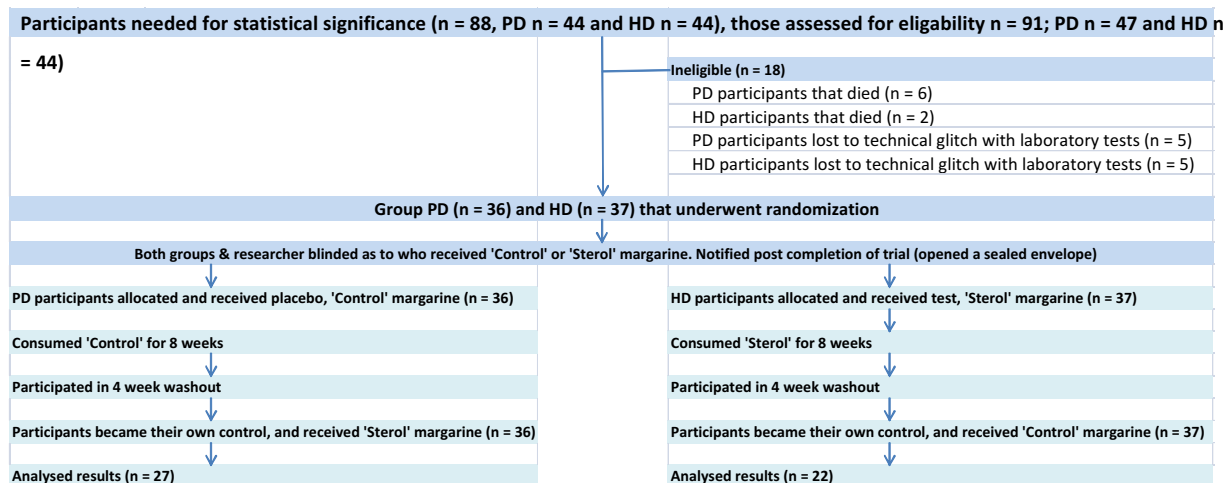 Participants needed for statistical significance (n = 88, PD n = 44 and HD n = 44), those assessed for eligability n = 91; PD n = 47 and HD n
= 44)
Ineligible (n = 18)
PD participants that died (n = 6)
HD participants that died (n = 2)
PD participants lost to technical glitch with laboratory tests (n = 5)
HD participants lost to technical glitch with laboratory tests (n = 5)
Group PD (n = 36) and HD (n = 37) that underwent randomization
Both groups & researcher blinded as to who received 'Control' or 'Sterol' margarine. Notified post completion of trial (opened a sealed envelope)
PD participants allocated and received placebo, 'Control' margarine (n = 36)
HD participants allocated and received test, 'Sterol' margarine (n = 37)
Consumed 'Control' for 8 weeks
Consumed 'Sterol' for 8 weeks
Participated in 4 week washout
Participated in 4 week washout
Participants became their own control, and received 'Sterol' margarine (n = 36)
Participants became their own control, and received 'Control' margarine (n = 37)
Analysed results (n = 27)
Analysed results (n = 22)